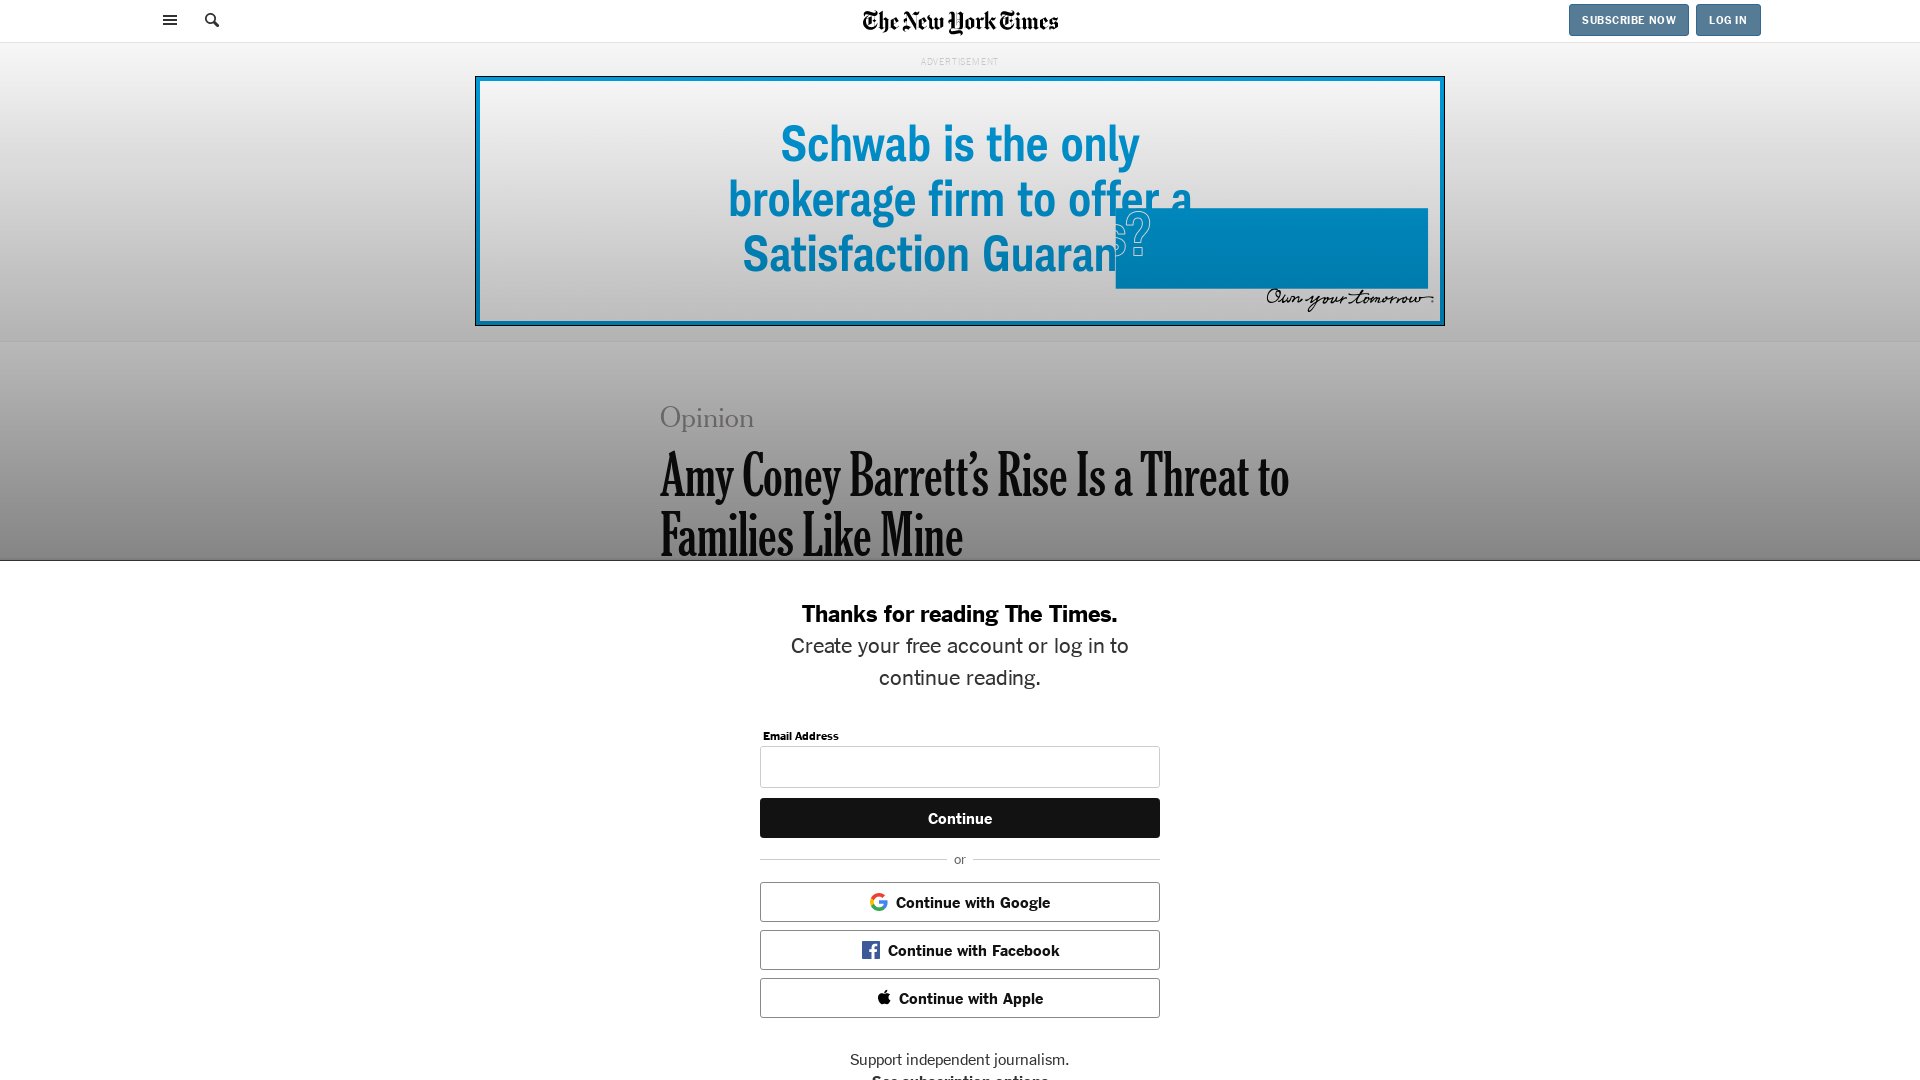 The New York Times
SUBSCRIBE NOW
LOG IN
ADVERTISEMENT
Schwab is the only
brokerage firm to offer a
Satisfaction Guaran
s?
Own your tomorrow
Opinion
Amy Coney Barrett’s Rise Is a Threat to
Families Like Mine
Thanks for reading The Times.
Create your free account or log in to
continue reading.
Email Address
Continue
or
Continue with Google
Continue with Facebook
Continue with Apple
Support independent journalism.
See subscription options.